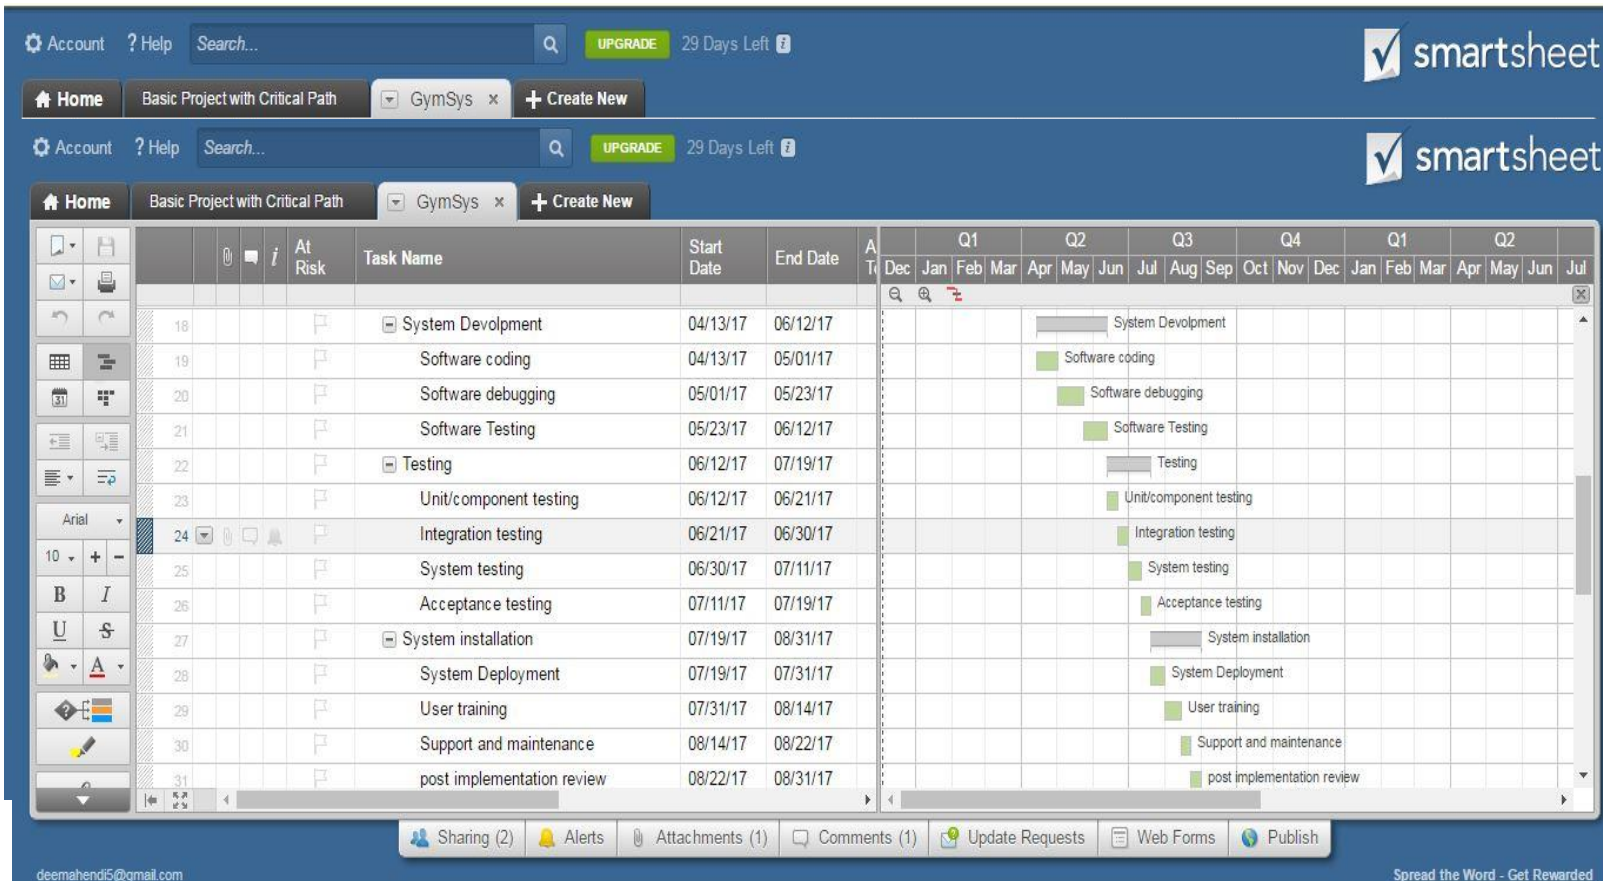 Account ? Help Search... UPGRADE 29 Days Left i smartsheet
Home Basic Project with Critical Path GymSys x + Create New
Account ? Help Search... UPGRADE 29 Days Left i smartsheet
Home Basic Project with Critical Path GymSys x + Create New
i At Risk Task Name Start Date End Date
Q1 Q2 Q3 Q4 Q1 Q2
Dec Jan Feb Mar Apr May Jun Jul Aug Sep Oct Nov Dec Jan Feb Mar Apr May Jun Jul
18 System Devolpment 04/13/17 06/12/17 System Devolpment
19 Software coding 04/13/17 05/01/17 Software coding
31
20 Software debugging 05/01/17 05/23/17 Software debugging
21 Software Testing 05/23/17 06/12/17 Software Testing
22 Testing 06/12/17 07/19/17 Testing
23 Unit/component testing 06/12/17 06/21/17 Unit/component testing
Arial
24 Integration testing 06/21/17 06/30/17 Integration testing
10 + −
25 System testing 06/30/17 07/11/17 System testing
B I
26 Acceptance testing 07/11/17 07/19/17 Acceptance testing
U S
27 System installation 07/19/17 08/31/17 System installation
A
28 System Deployment 07/19/17 07/31/17 System Deployment
29 User training 07/31/17 08/14/17 User training
30 Support and maintenance 08/14/17 08/22/17 Support and maintenance
31 post implementation review 08/22/17 08/31/17 post implementation review
Sharing (2) Alerts Attachments (1) Comments (1) Update Requests Web Forms Publish
deemahendi5@gmail.com Spread the Word - Get Rewarded